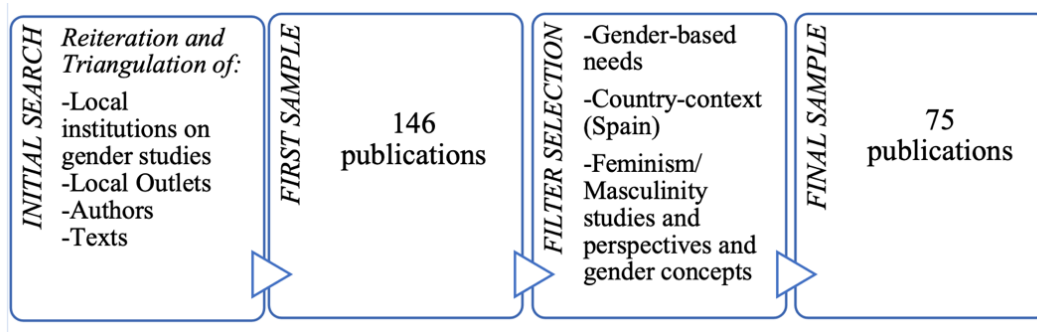 INITIAL SEARCH
Reiteration and
Triangulation of:
-Local
institutions on
gender studies
-Local Outlets
-Authors
-Texts
FIRST SAMPLE
146
publications
FILTER SELECTION
-Gender-based
needs
-Country-context
(Spain)
-Feminism/
Masculinity
studies and
perspectives and
gender concepts
FINAL SAMPLE
75
publications